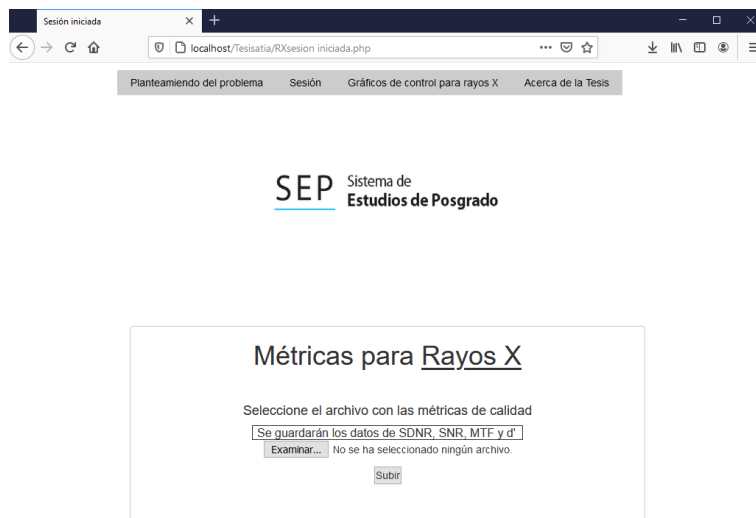 Sesión iniciada
localhost/Tesisatia/RXsesion iniciada.php
Planteamiento del problema Sesión Gráficos de control para rayos X Acerca de la Tesis
SEP Sistema de
Estudios de Posgrado
Métricas para Rayos X
Seleccione el archivo con las métricas de calidad
Se guardarán los datos de SDNR, SNR, MTF y d'
Examinar... No se ha seleccionado ningún archivo.
Subir